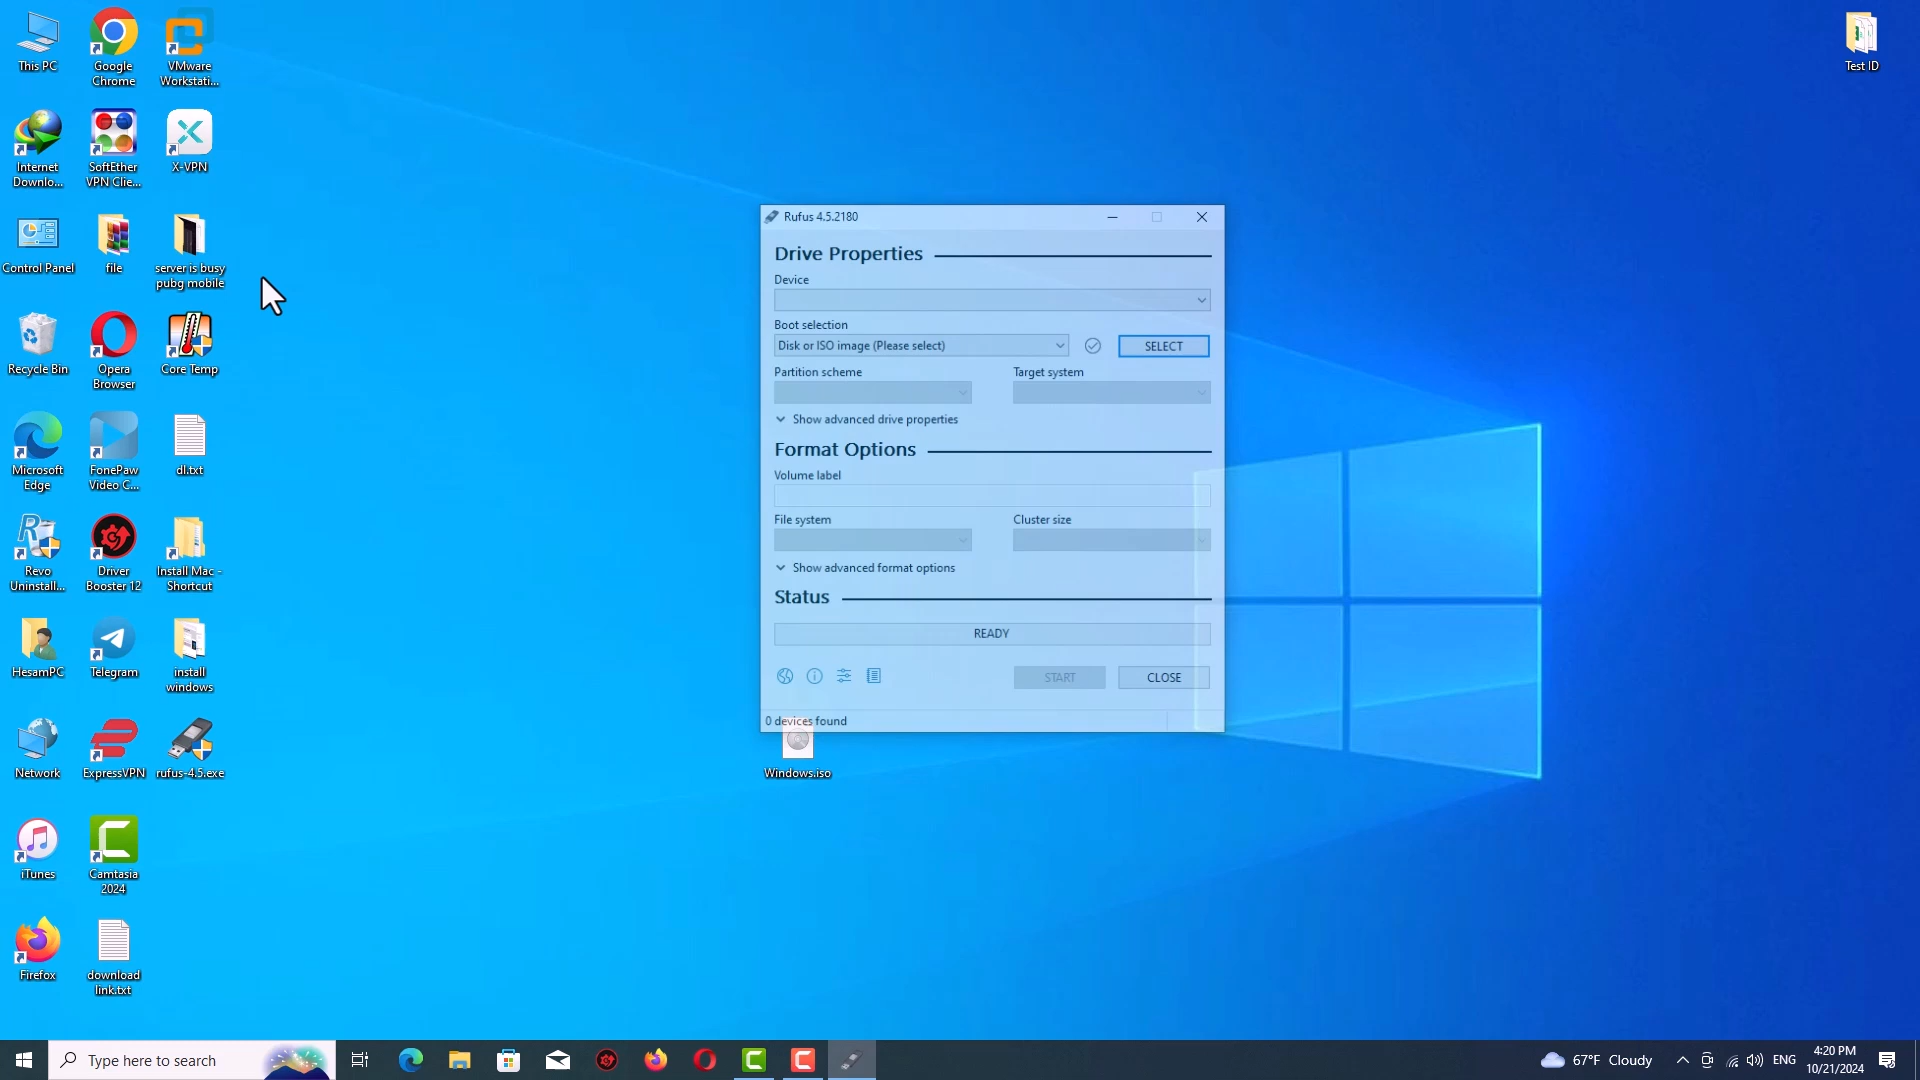 This PC
Google
Chrome
VMware
Workstati...
Test ID
Internet
Downlo...
SoftEther
VPN Clie...
X-VPN
Control Panel
file
server is busy
pubg mobile
Recycle Bin
Opera
Browser
Core Temp
Microsoft
Edge
FonePaw
Video C...
dl.txt
Revo
Uninstall...
Driver
Booster 12
Install Mac -
Shortcut
HesamPC
Telegram
install
windows
Network
ExpressVPN
rufus-4.5.exe
iTunes
Camtasia
2024
Firefox
download
link.txt
Rufus 4.5.2180
Drive Properties
Device
Boot selection
Disk or ISO image (Please select)
SELECT
Partition scheme
Target system
Show advanced drive properties
Format Options
Volume label
File system
Cluster size
Show advanced format options
Status
READY
START
CLOSE
0 devices found
Windows.iso
Type here to search
67°F Cloudy
ENG
4:20 PM
10/21/2024